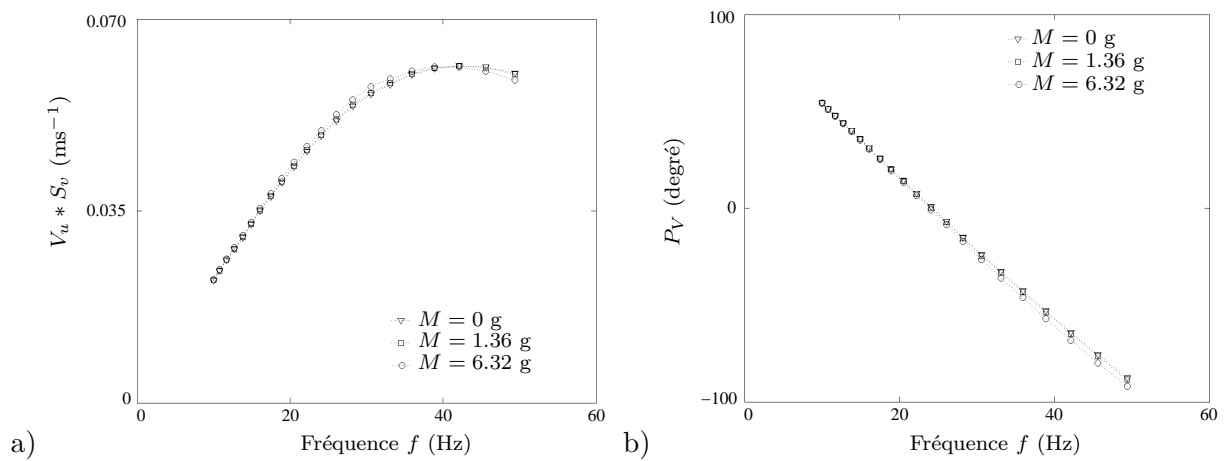 0.070
0.035
0
0
20
40
60
V_u ∗ S_v (ms⁻¹)
M = 0 g
M = 1.36 g
M = 6.32 g
Fréquence f (Hz)
a)
100
0
−100
0
20
40
60
P_V (degré)
M = 0 g
M = 1.36 g
M = 6.32 g
Fréquence f (Hz)
b)